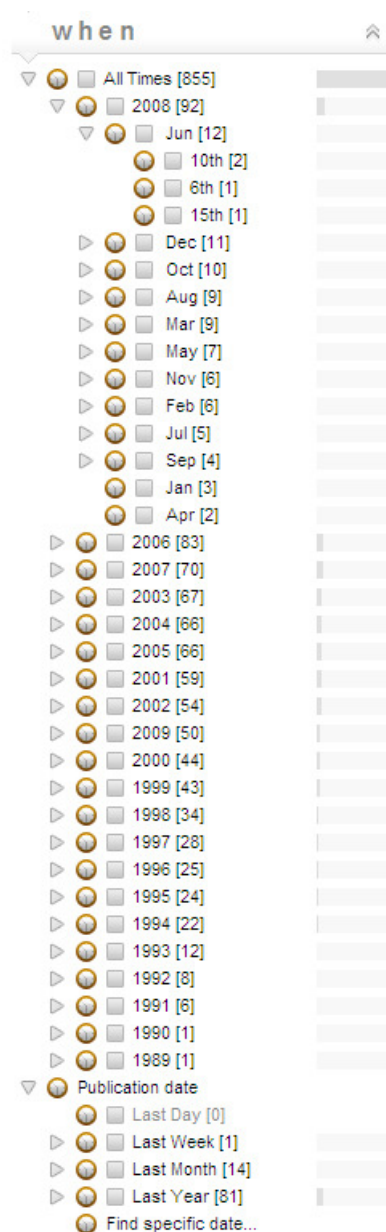 when
All Times [855]
2008 [92]
Jun [12]
10th [2]
6th [1]
15th [1]
Dec [11]
Oct [10]
Aug [9]
Mar [9]
May [7]
Nov [6]
Feb [6]
Jul [5]
Sep [4]
Jan [3]
Apr [2]
2006 [83]
2007 [70]
2003 [67]
2004 [66]
2005 [66]
2001 [59]
2002 [54]
2009 [50]
2000 [44]
1999 [43]
1998 [34]
1997 [28]
1996 [25]
1995 [24]
1994 [22]
1993 [12]
1992 [8]
1991 [6]
1990 [1]
1989 [1]
Publication date
Last Day [0]
Last Week [1]
Last Month [14]
Last Year [81]
Find specific date...